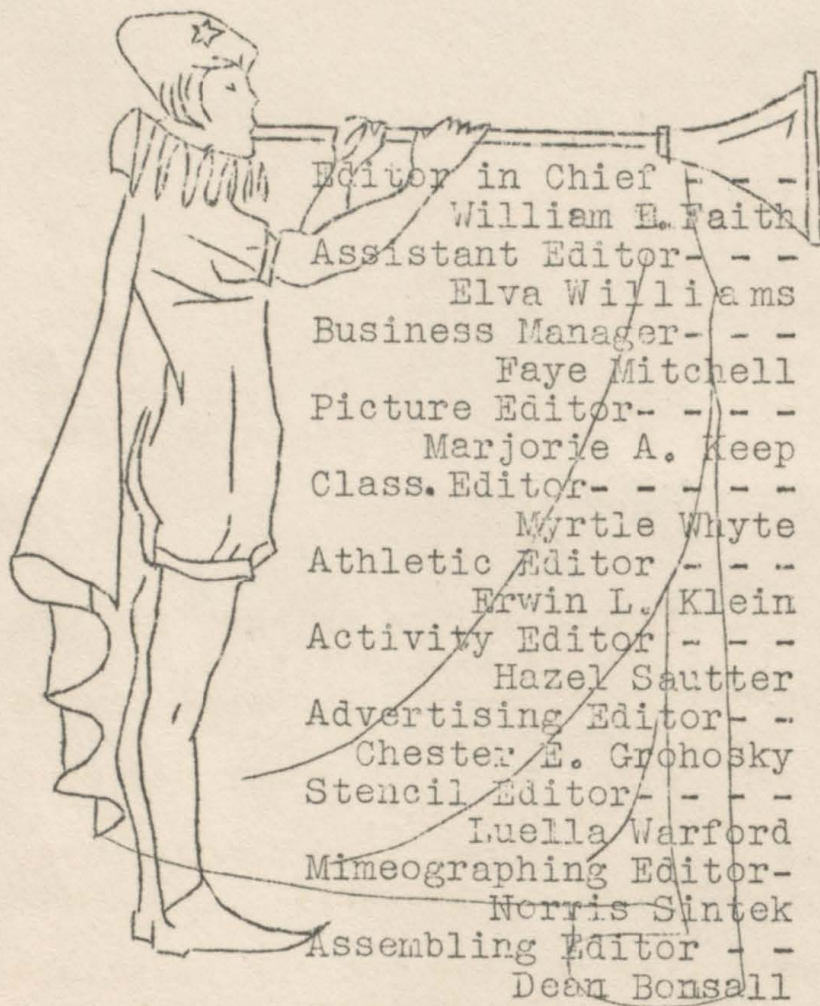 Editor in Chief - - -
William E. Faith
Assistant Editor- - -
Elva Williams
Business Manager- - -
Faye Mitchell
Picture Editor- - - -
Marjorie A. Keep
Class. Editor- - - - -
Myrtle Whyte
Athletic Editor - - -
Erwin L. Klein
Activity Editor - - -
Hazel Sautter
Advertising Editor- -
Chester E. Grohosky
Stencil Editor- - - -
Luella Warford
Mimeographing Editor-
Norris Sintek
Assembling Editor - -
Dean Bonsall